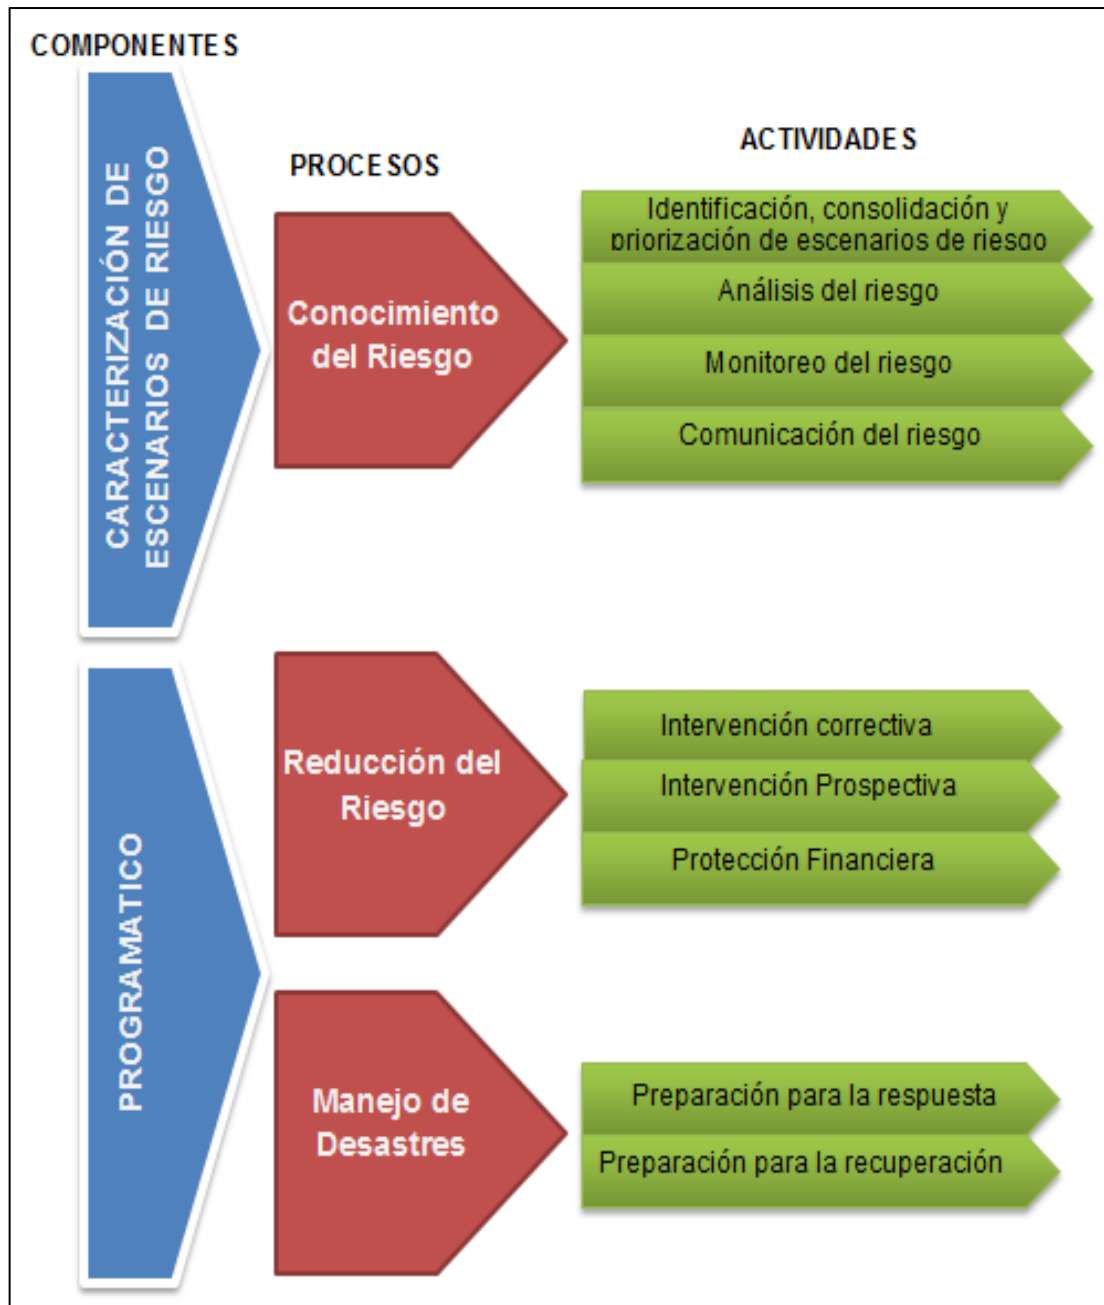 COMPONENTES
CARACTERIZACIÓN DE
ESCENARIOS DE RIESGO
PROCESOS
Conocimiento
del Riesgo
ACTIVIDADES
Identificación, consolidación y
priorización de escenarios de riesgo
Análisis del riesgo
Monitoreo del riesgo
Comunicación del riesgo
PROGRAMATICO
Reducción del
Riesgo
Intervención correctiva
Intervención Prospectiva
Protección Financiera
Manejo de
Desastres
Preparación para la respuesta
Preparación para la recuperación